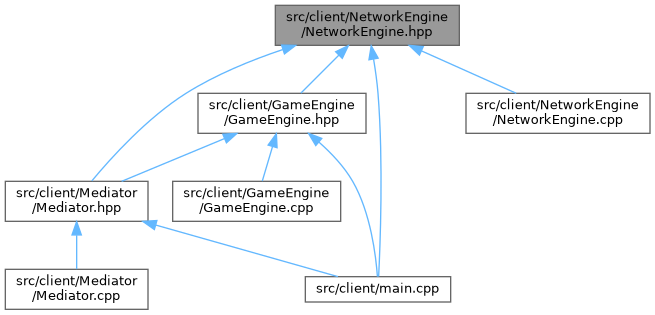 src/client/NetworkEngine
/NetworkEngine.hpp
src/client/GameEngine
/GameEngine.hpp
src/client/NetworkEngine
/NetworkEngine.cpp
src/client/Mediator
/Mediator.hpp
src/client/GameEngine
/GameEngine.cpp
src/client/Mediator
/Mediator.cpp
src/client/main.cpp